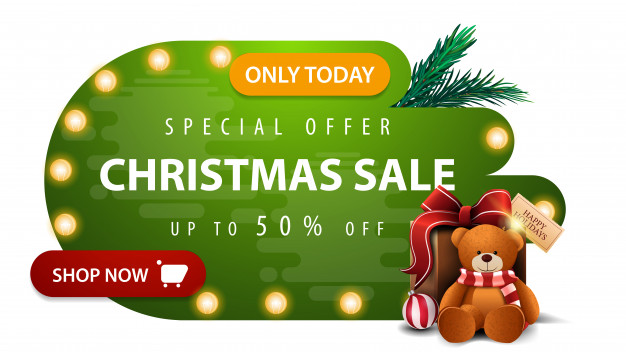 ONLY TODAY
SPECIAL OFFER
CHRISTMAS SALE
UP TO 50% OFF
SHOP NOW
HAPPY
HOLIDAYS